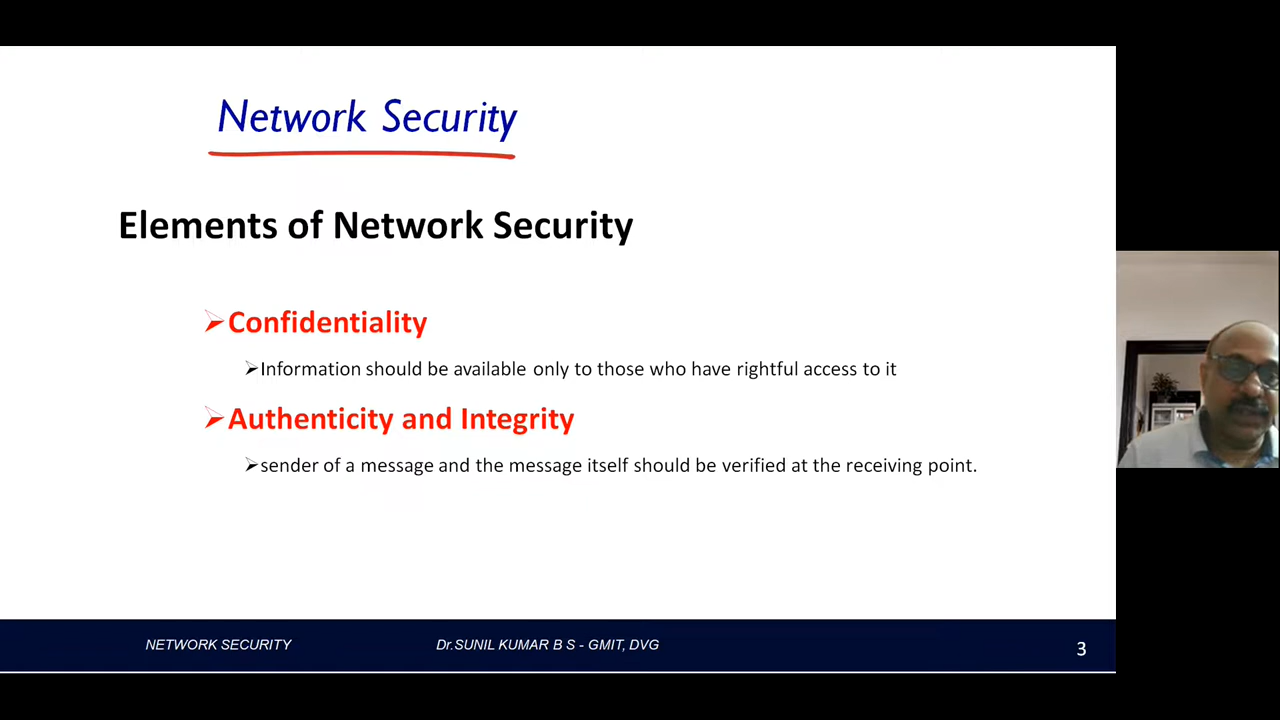 Network Security
Elements of Network Security
➢Confidentiality
➢Information should be available only to those who have rightful access to it
➢Authenticity and Integrity
➢sender of a message and the message itself should be verified at the receiving point.
NETWORK SECURITY
Dr.SUNIL KUMAR B S - GMIT, DVG
3